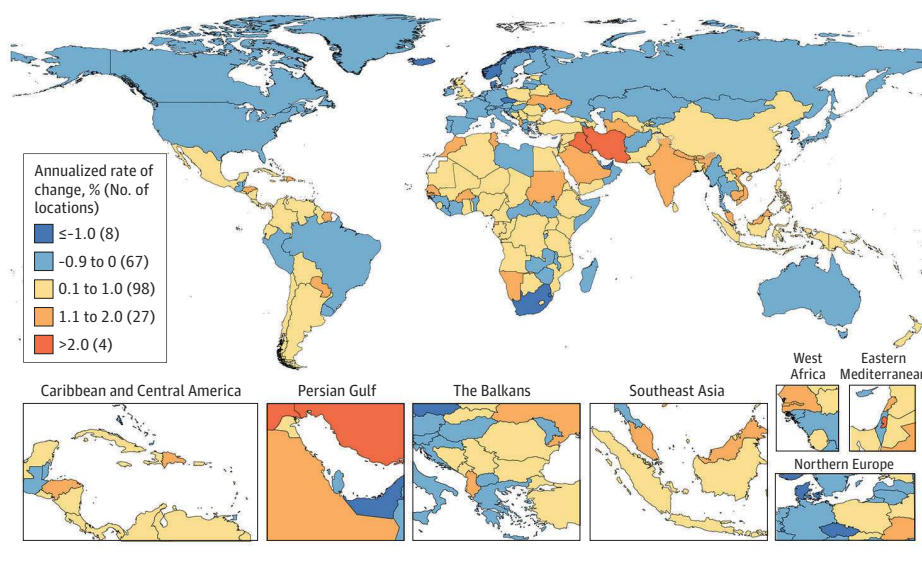 Annualized rate of
change, % (No. of
locations)
≤-1.0 (8)
-0.9 to 0 (67)
0.1 to 1.0 (98)
1.1 to 2.0 (27)
>2.0 (4)
Caribbean and Central America
Persian Gulf
The Balkans
Southeast Asia
West
Africa
Eastern
Mediterranean
Northern Europe